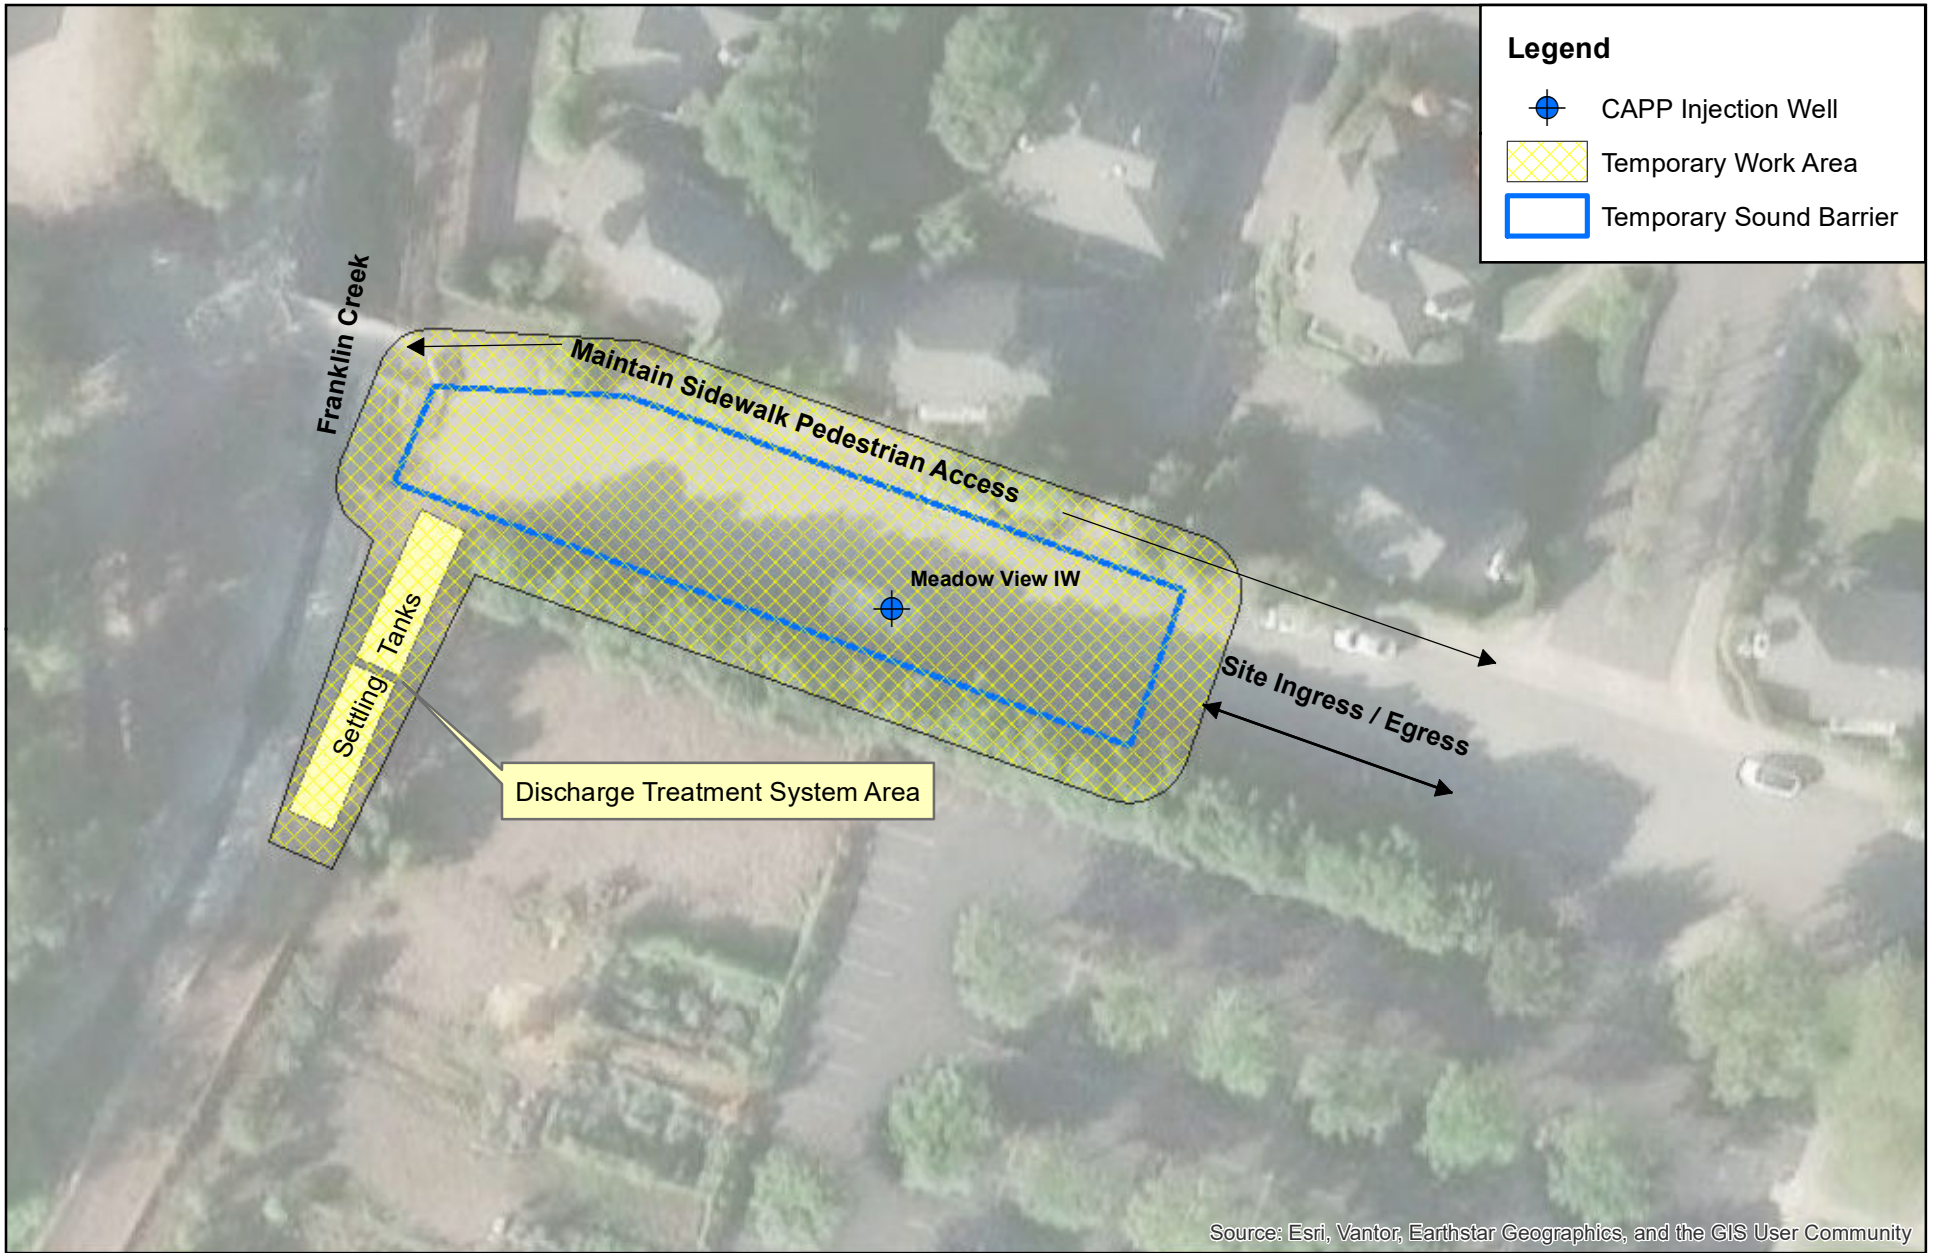 Legend
CAPP Injection Well
Temporary Work Area
Temporary Sound Barrier
Franklin Creek
Maintain Sidewalk Pedestrian Access
Meadow View IW
Site Ingress / Egress
Settling Tanks
Discharge Treatment System Area
Source: Esri, Vantor, Earthstar Geographics, and the GIS User Community